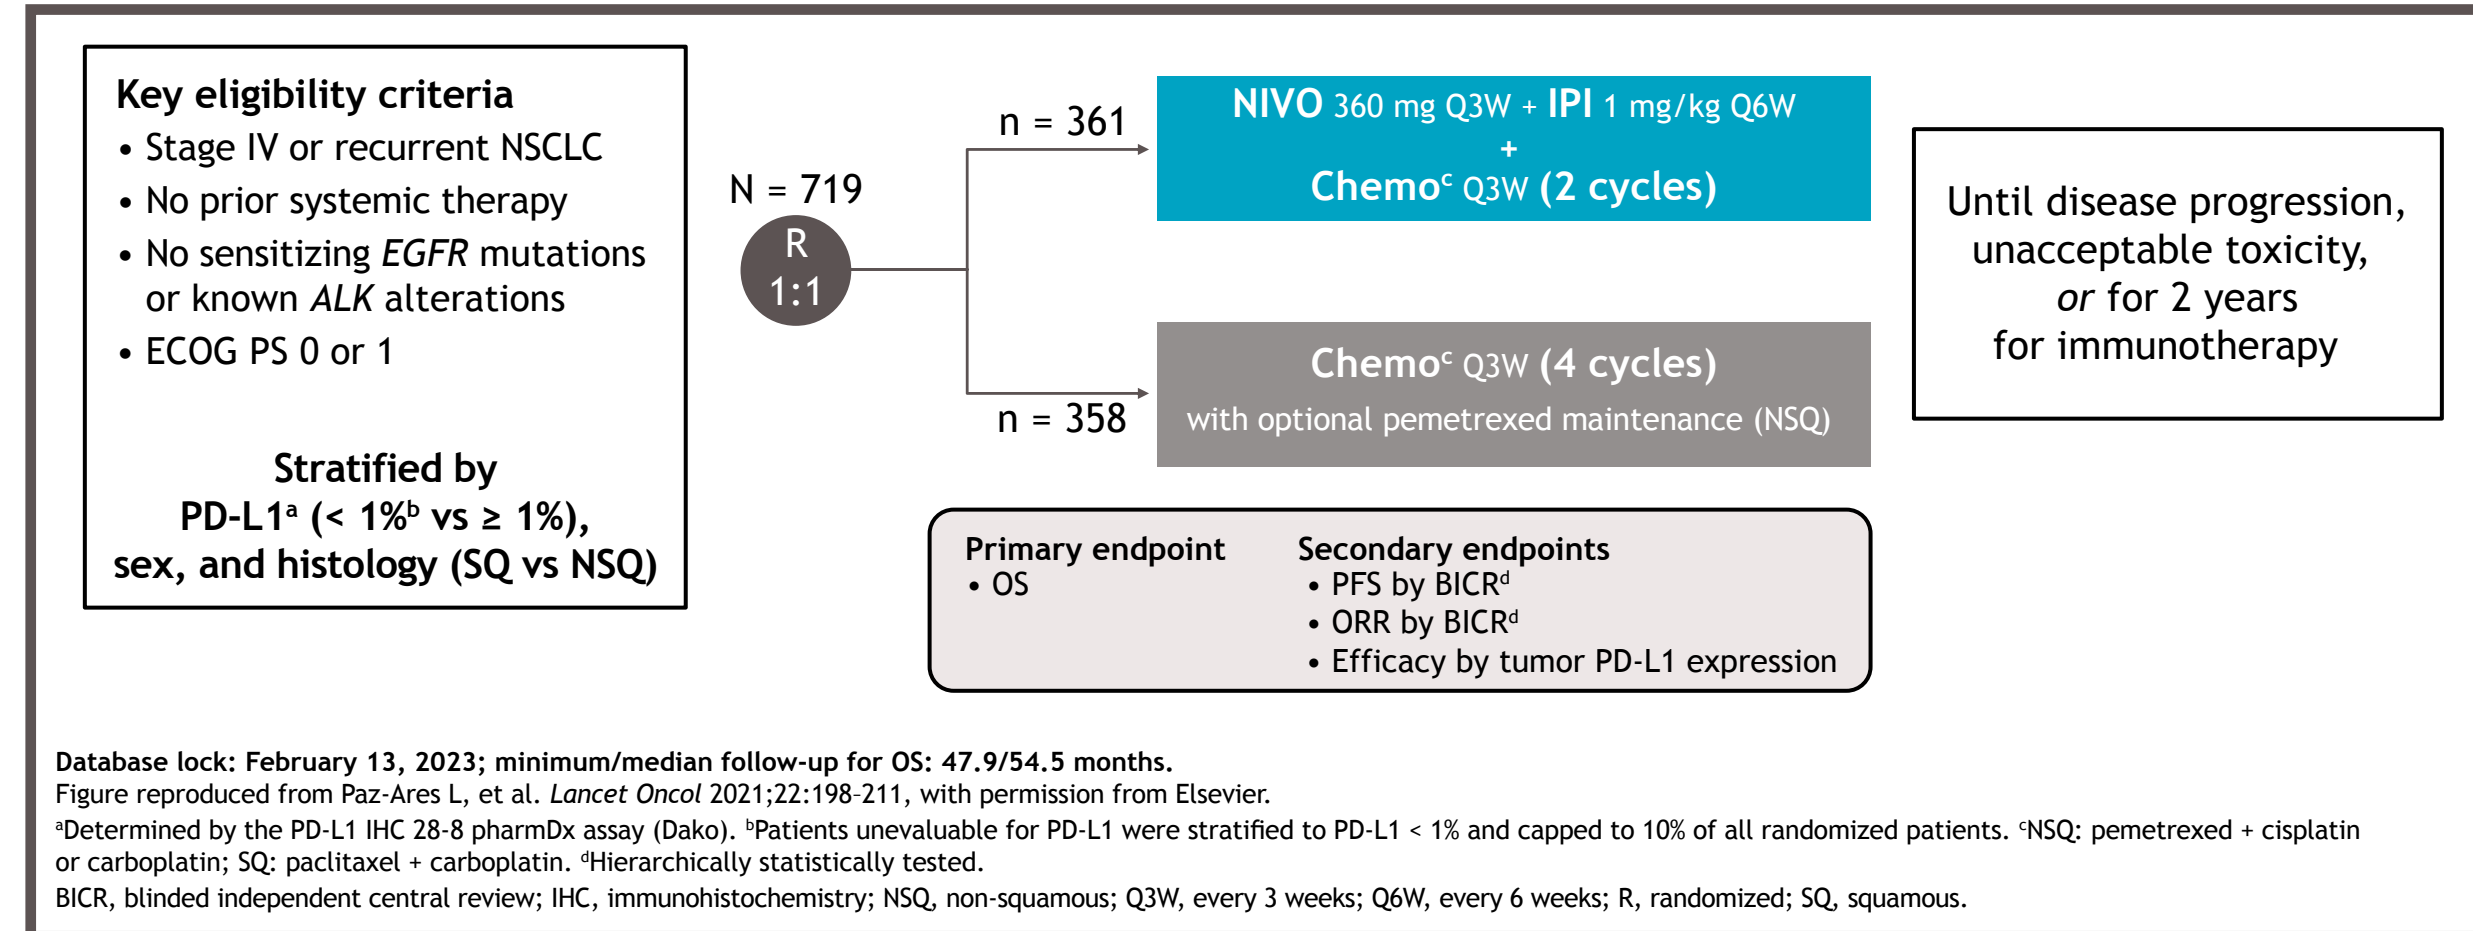 Key eligibility criteria
• Stage IV or recurrent NSCLC
• No prior systemic therapy
• No sensitizing EGFR mutations
or known ALK alterations
• ECOG PS 0 or 1
Stratified by
PD-L1ᵃ (< 1%ᵇ vs ≥ 1%),
sex, and histology (SQ vs NSQ)
N = 719
R
1:1
n = 361
n = 358
NIVO 360 mg Q3W + IPI 1 mg/kg Q6W
+
Chemoᶜ Q3W (2 cycles)
Chemoᶜ Q3W (4 cycles)
with optional pemetrexed maintenance (NSQ)
Until disease progression,
unacceptable toxicity,
or for 2 years
for immunotherapy
Primary endpoint
• OS
Secondary endpoints
• PFS by BICRᵈ
• ORR by BICRᵈ
• Efficacy by tumor PD-L1 expression
Database lock: February 13, 2023; minimum/median follow-up for OS: 47.9/54.5 months.
Figure reproduced from Paz-Ares L, et al. Lancet Oncol 2021;22:198–211, with permission from Elsevier.
ᵃDetermined by the PD-L1 IHC 28-8 pharmDx assay (Dako). ᵇPatients unevaluable for PD-L1 were stratified to PD-L1 < 1% and capped to 10% of all randomized patients. ᶜNSQ: pemetrexed + cisplatin
or carboplatin; SQ: paclitaxel + carboplatin. ᵈHierarchically statistically tested.
BICR, blinded independent central review; IHC, immunohistochemistry; NSQ, non-squamous; Q3W, every 3 weeks; Q6W, every 6 weeks; R, randomized; SQ, squamous.